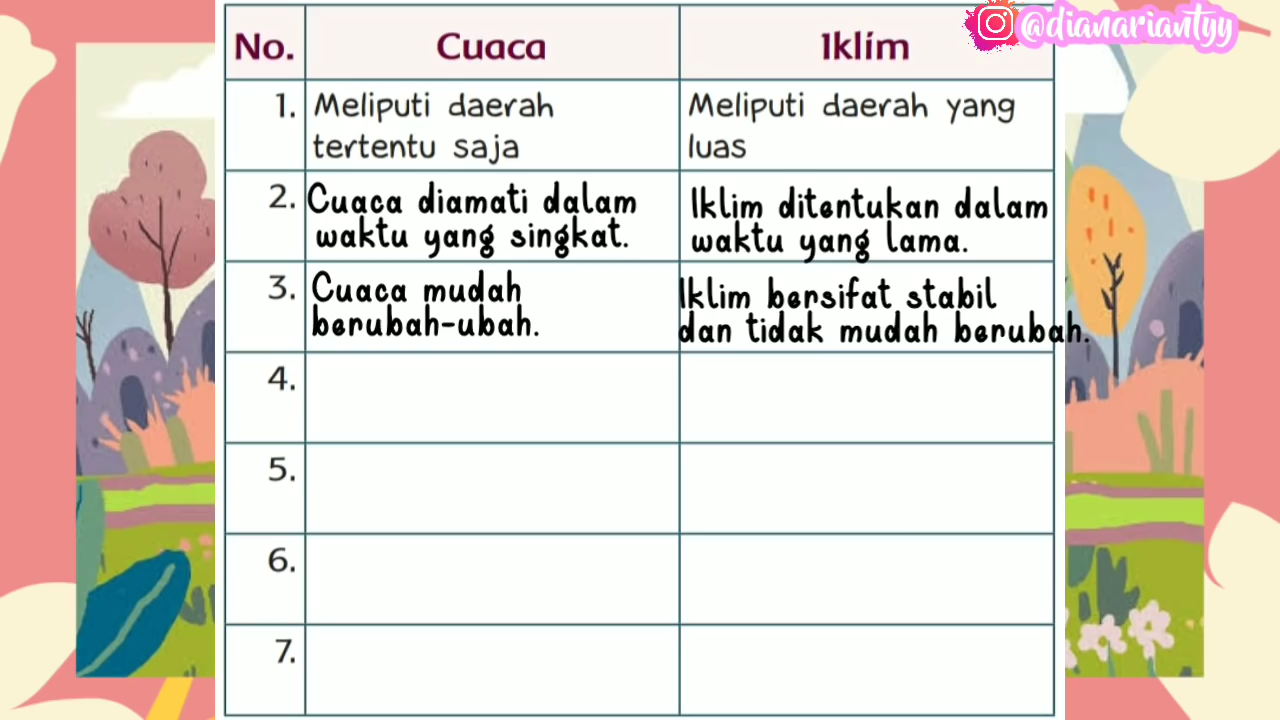 @dianariantyy
No. Cuaca Iklim
1. Meliputi daerah Meliputi daerah yang
tertentu saja luas
2. Cuaca diamati dalam Iklim ditentukan dalam
waktu yang singkat. waktu yang lama.
3. Cuaca mudah Iklim bersifat stabil
berubah-ubah. dan tidak mudah berubah.
4.
5.
6.
7.